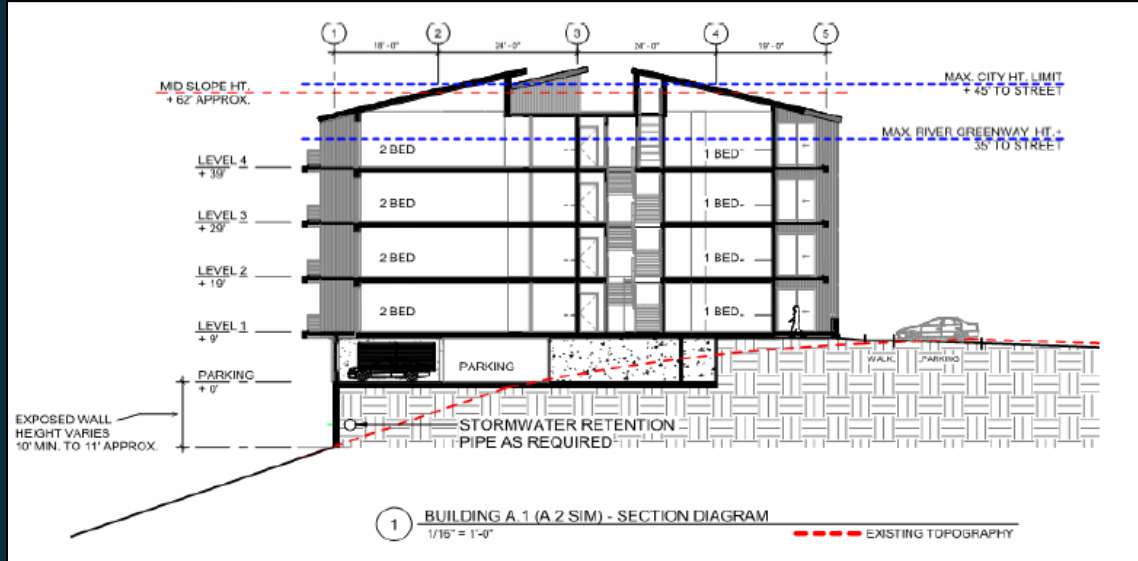 1 2 3 4 5
18' - 0" 24' - 0" 24' - 0" 19' - 0"
MID SLOPE HT.
+ 62' APPROX.
MAX. CITY HT. LIMIT
+ 45' TO STREET
MAX. RIVER GREENWAY HT.+
35' TO STREET
2 BED 1 BED
LEVEL 4
+ 39'
2 BED 1 BED
LEVEL 3
+ 29'
2 BED 1 BED
LEVEL 2
+ 19'
2 BED 1 BED
LEVEL 1
+ 9'
WALK PARKING
PARKING
PARKING
+ 0'
EXPOSED WALL
HEIGHT VARIES
10' MIN. TO 11' APPROX.
STORMWATER RETENTION
PIPE AS REQUIRED
1 BUILDING A.1 (A.2 SIM) - SECTION DIAGRAM
1/16" = 1'-0"
EXISTING TOPOGRAPHY